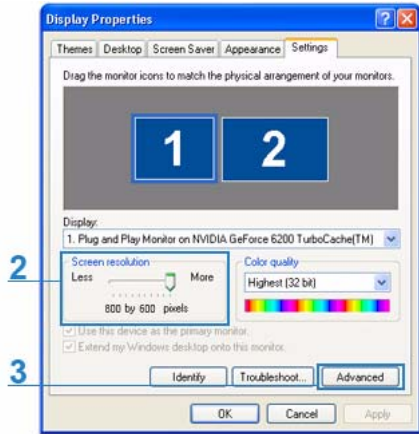 Display Properties
Themes Desktop Screen Saver Appearance Settings
Drag the monitor icons to match the physical arrangement of your monitors.
1 2
Display:
1. Plug and Play Monitor on NVIDIA GeForce 6200 TurboCache(TM)
2
Screen resolution
Less More
800 by 600 pixels
Color quality
Highest (32 bit)
Use this device as the primary monitor.
Extend my Windows desktop onto this monitor.
3
Identify Troubleshoot... Advanced
OK Cancel Apply